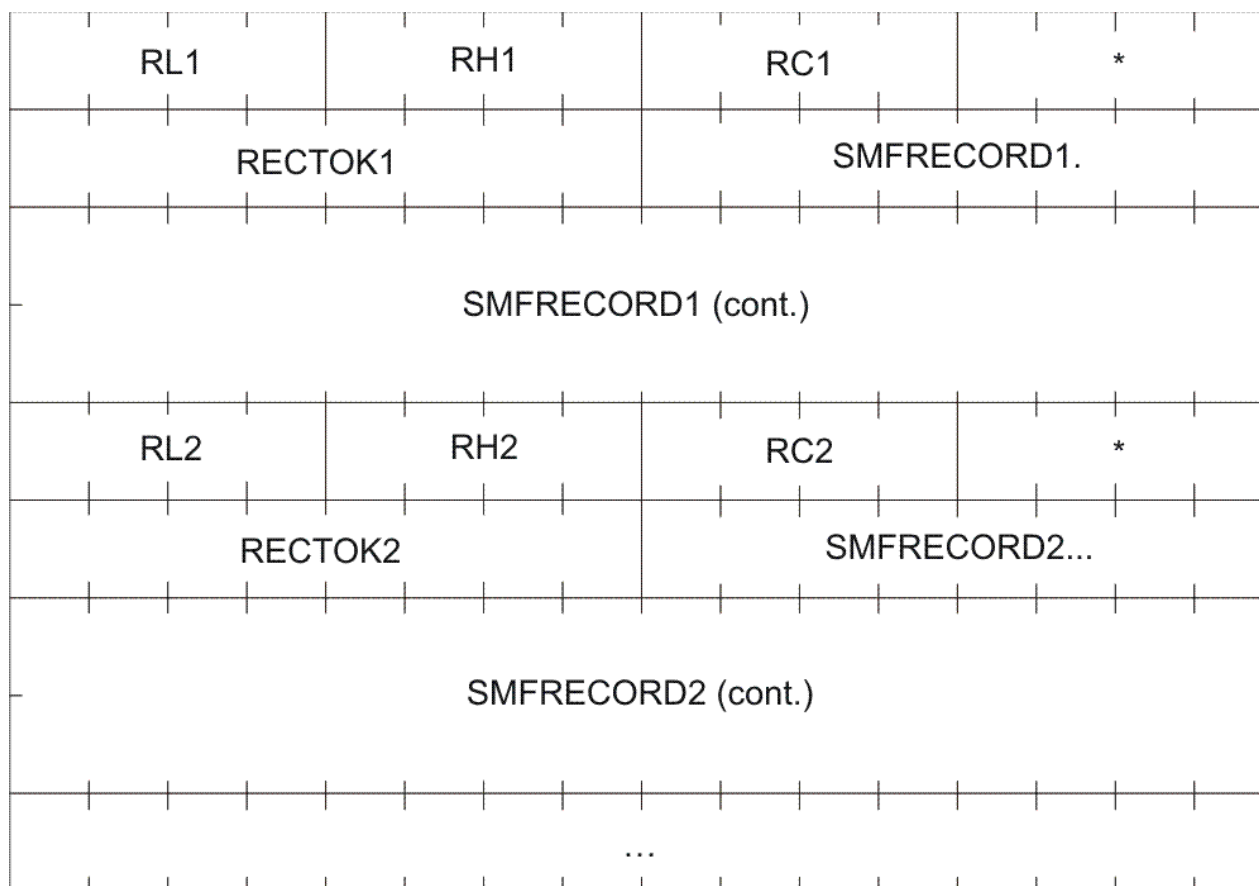 RL1 RH1 RC1 *
RECTOK1 SMFRECORD1.
SMFRECORD1 (cont.)
RL2 RH2 RC2 *
RECTOK2 SMFRECORD2...
SMFRECORD2 (cont.)
...